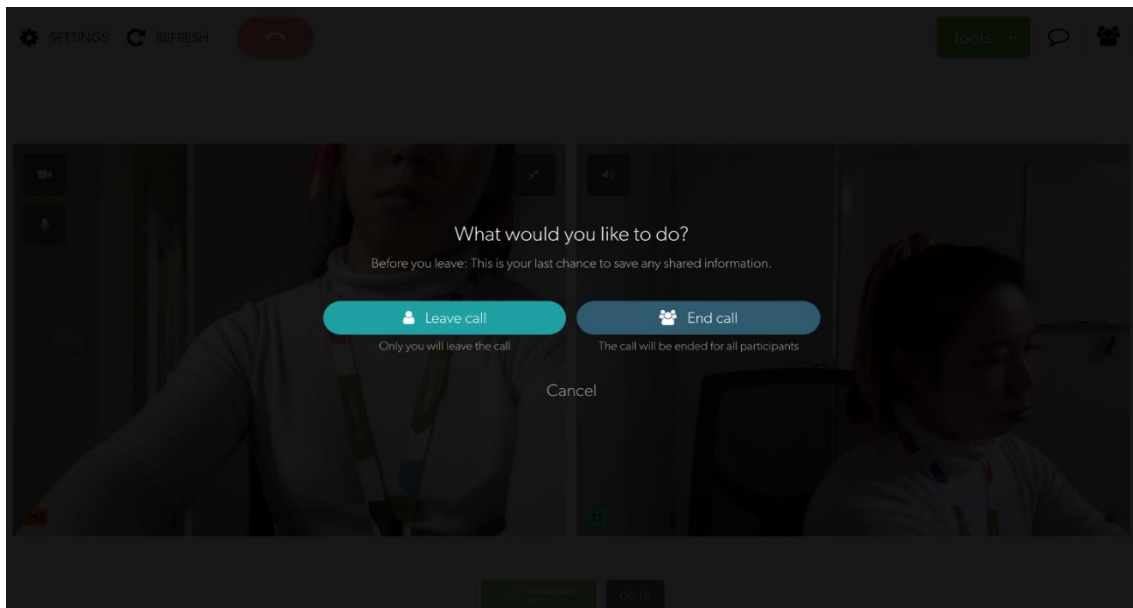 SETTINGS REFRESH
Tools +
What would you like to do?
Before you leave: This is your last chance to save any shared information.
Leave call End call
Only you will leave the call The call will be ended for all participants
Cancel
PM TT
06:18